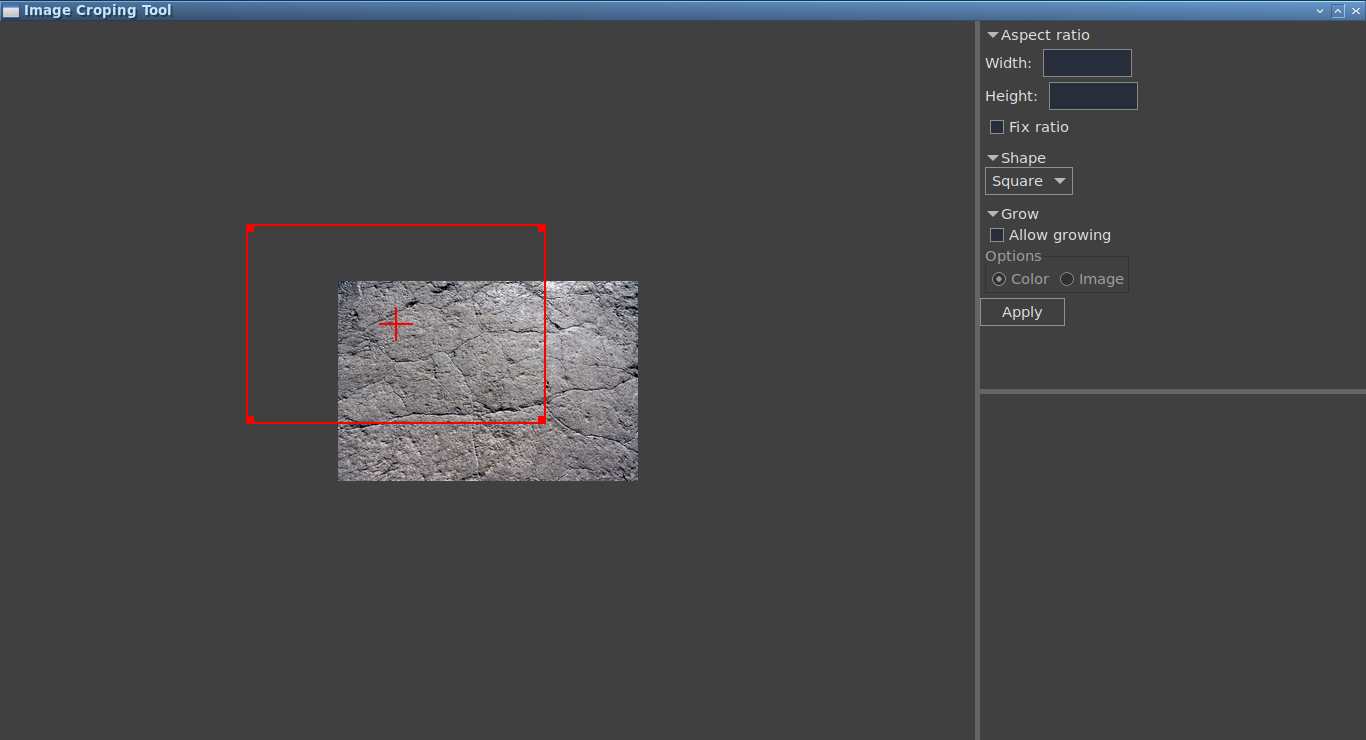 Image Croping Tool
Aspect ratio
Width:
Height:
Fix ratio
Shape
Square
Grow
Allow growing
Options
Color Image
Apply